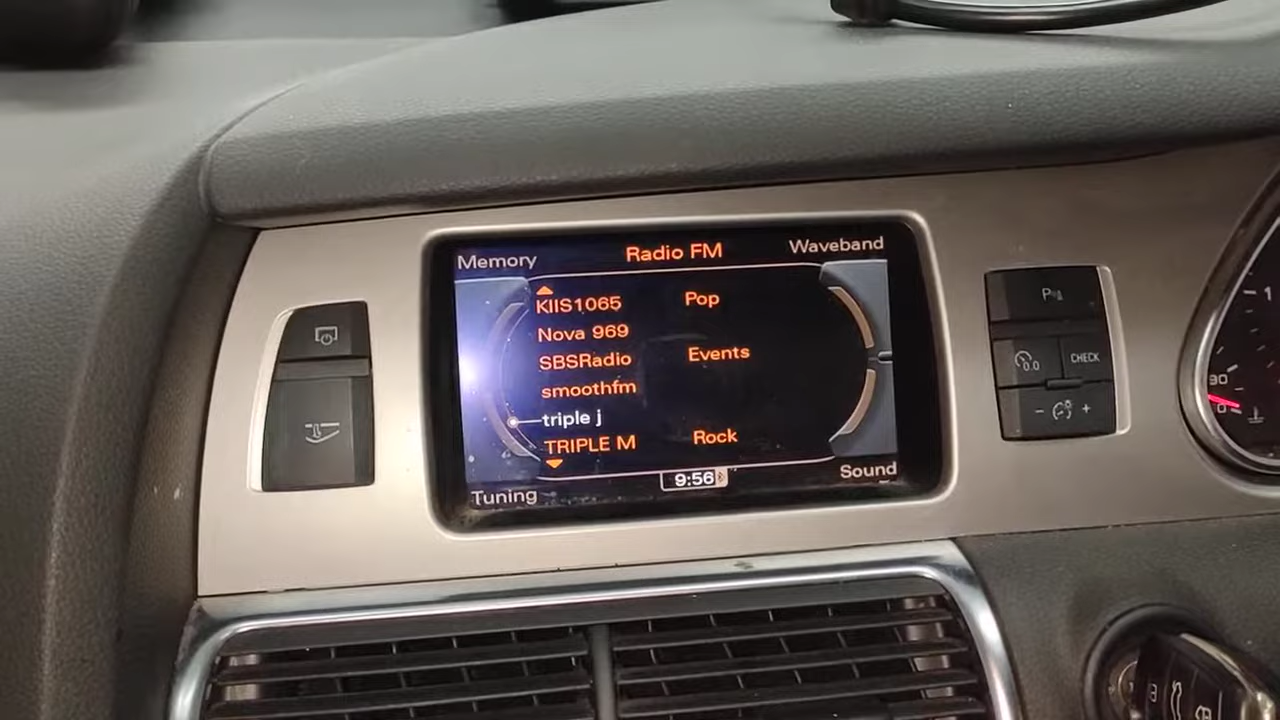 Memory
Radio FM
Waveband
KIIS1065 Pop
Nova 969
SBSRadio Events
smoothfm
triple j
TRIPLE M Rock
9:56
Tuning
Sound
P
0.0
CHECK
- +
1
90